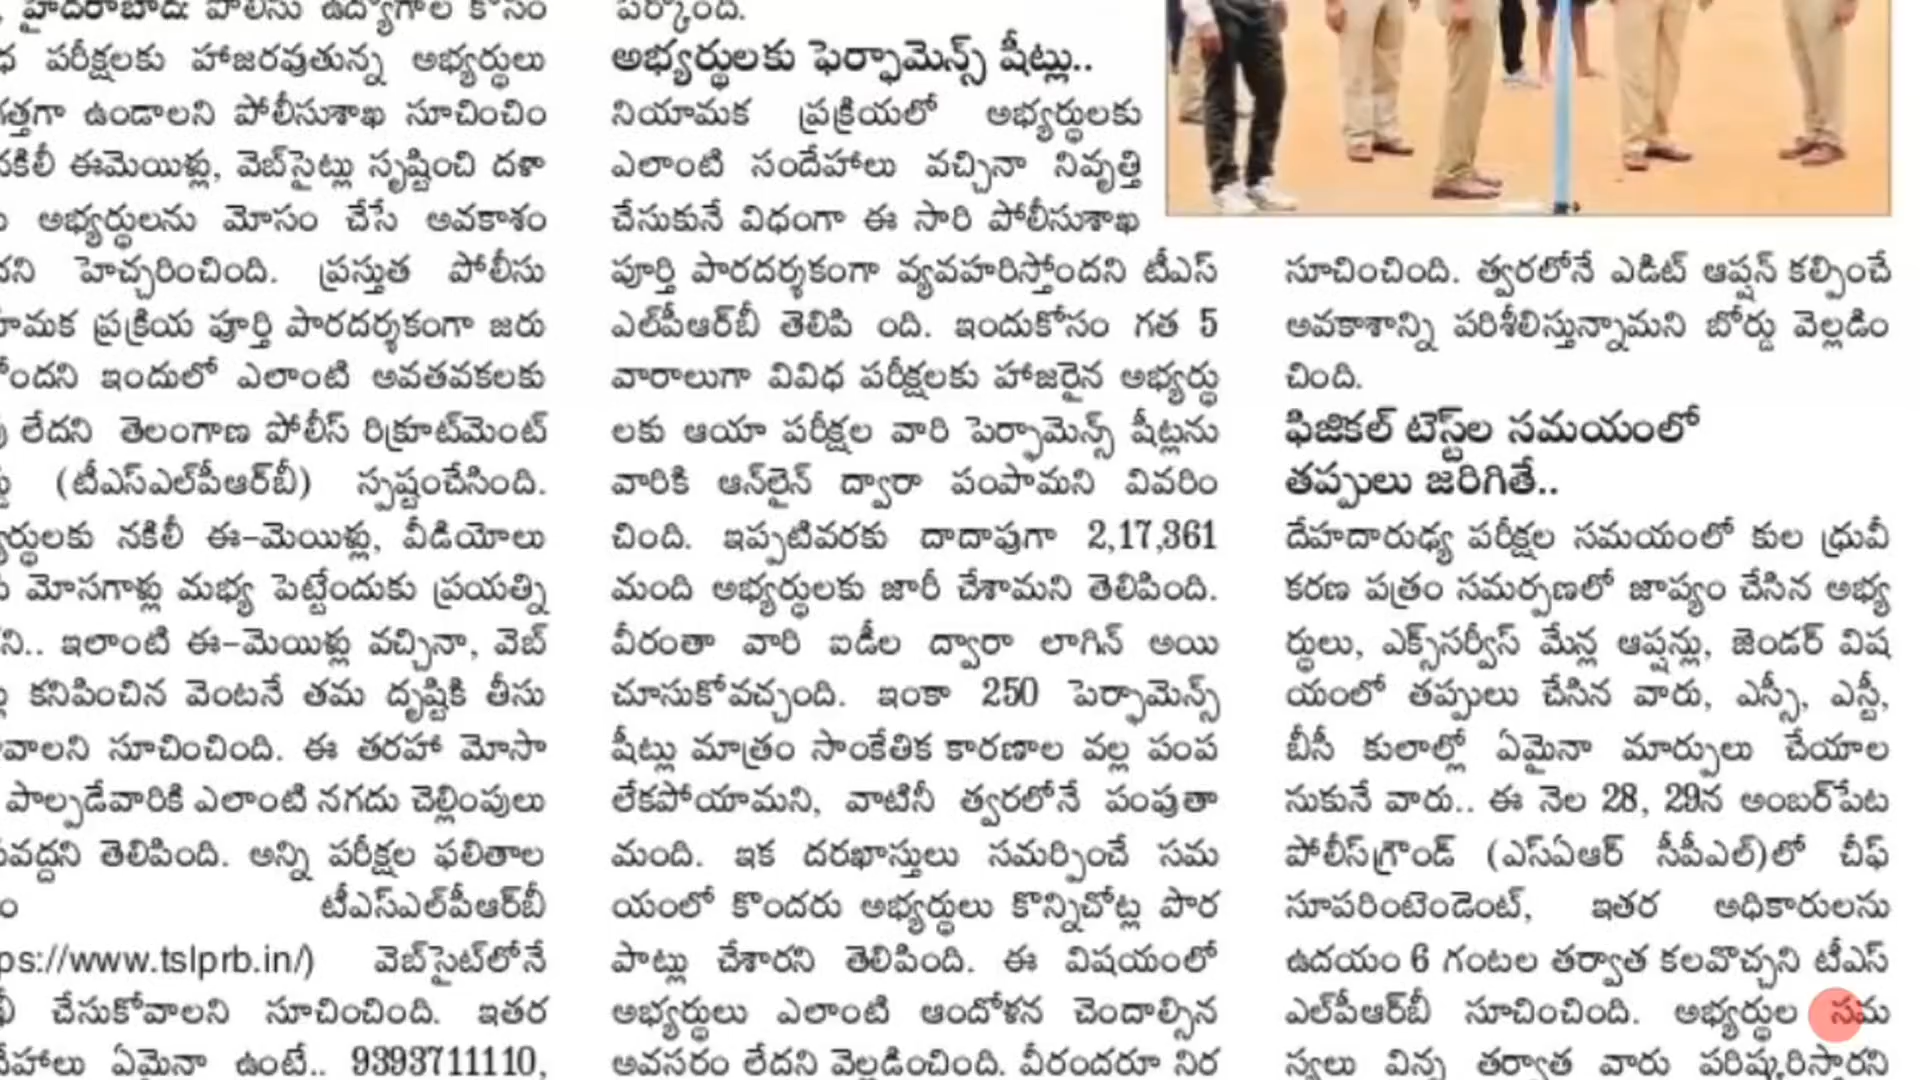 హైదరాబాద్: పోలీసు ఉద్యోగాల కోసం
పరీక్షలకు హాజరవుతున్న అభ్యర్థులు
ఉండాలని పోలీసుశాఖ సూచించిం
నకిలీ ఈమెయిళ్లు, వెబ్‌సైట్లు సృష్టించి దళా
అభ్యర్థులను మోసం చేసే అవకాశం
హెచ్చరించింది. ప్రస్తుత పోలీసు
ప్రక్రియ పూర్తి పారదర్శకంగా జరు
ఇందులో ఎలాంటి అవతవకలకు
లేదని తెలంగాణ పోలీస్ రిక్రూట్‌మెంట్
(టీఎస్ఎల్‌పీఆర్‌బీ) స్పష్టంచేసింది.
నకిలీ ఈ-మెయిళ్లు, వీడియోలు
మోసగాళ్లు మభ్య పెట్టేందుకు ప్రయత్ని
ఇలాంటి ఈ-మెయిళ్లు వచ్చినా, వెబ్
కనిపించిన వెంటనే తమ దృష్టికి తీసు
సూచించింది. ఈ తరహా మోసా
పాల్పడేవారికి ఎలాంటి నగదు చెల్లింపులు
తెలిపింది. అన్ని పరీక్షల ఫలితాల
టీఎస్ఎల్‌పీఆర్‌బీ
ps://www.tslprb.in/) వెబ్‌సైట్‌లోనే
చేసుకోవాలని సూచించింది. ఇతర
ఏమైనా ఉంటే.. 9393711110,
పేర్కొంది.
అభ్యర్థులకు ఫెర్ఫామెన్స్ షీట్లు..
నియామక ప్రక్రియలో అభ్యర్థులకు
ఎలాంటి సందేహాలు వచ్చినా నివృత్తి
చేసుకునే విధంగా ఈ సారి పోలీసుశాఖ
పూర్తి పారదర్శకంగా వ్యవహరిస్తోందని టీఎస్
ఎల్‌పీఆర్‌బీ తెలిపి ంది. ఇందుకోసం గత 5
వారాలుగా వివిధ పరీక్షలకు హాజరైన అభ్యర్థు
లకు ఆయా పరీక్షల వారి పెర్ఫామెన్స్ షీట్లను
వారికి ఆన్‌లైన్ ద్వారా పంపామని వివరిం
చింది. ఇప్పటివరకు దాదాపుగా 2,17,361
మంది అభ్యర్థులకు జారీ చేశామని తెలిపింది.
వీరంతా వారి ఐడీల ద్వారా లాగిన్ అయి
చూసుకోవచ్చంది. ఇంకా 250 పెర్ఫామెన్స్
షీట్లు మాత్రం సాంకేతిక కారణాల వల్ల పంప
లేకపోయామని, వాటినీ త్వరలోనే పంపుతా
మంది. ఇక దరఖాస్తులు సమర్పించే సమ
యంలో కొందరు అభ్యర్థులు కొన్నిచోట్ల పొర
పాట్లు చేశారని తెలిపింది. ఈ విషయంలో
అభ్యర్థులు ఎలాంటి ఆందోళన చెందాల్సిన
అవసరం లేదని వెల్లడించింది. వీరందరూ నిర
సూచించింది. త్వరలోనే ఎడిట్ ఆప్షన్ కల్పించే
అవకాశాన్ని పరిశీలిస్తున్నామని బోర్డు వెల్లడిం
చింది.
ఫిజికల్ టెస్ట్‌ల సమయంలో
తప్పులు జరిగితే..
దేహదారుఢ్య పరీక్షల సమయంలో కుల ధ్రువీ
కరణ పత్రం సమర్పణలో జాప్యం చేసిన అభ్య
ర్థులు, ఎక్స్‌సర్వీస్ మేన్ల ఆప్షన్లు, జెండర్ విష
యంలో తప్పులు చేసిన వారు, ఎస్సీ, ఎస్టీ,
బీసీ కులాల్లో ఏమైనా మార్పులు చేయాల
నుకునే వారు.. ఈ నెల 28, 29న అంబర్‌పేట
పోలీస్‌గ్రౌండ్ (ఎస్ఏఆర్ సీపీఎల్)లో చీఫ్
సూపరింటెండెంట్, ఇతర అధికారులను
ఉదయం 6 గంటల తర్వాత కలవొచ్చని టీఎస్
ఎల్‌పీఆర్‌బీ సూచించింది. అభ్యర్థుల సమ
స్యలు విన్న తర్వాత వారు పరిష్కరిస్తారని